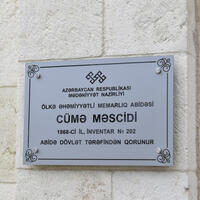 AZƏRBAYCAN RESPUBLİKASI
MƏDƏNİYYƏT NAZİRLİYİ
ÖLKƏ ƏHƏMİYYƏTLİ MEMARLIQ ABİDƏSİ
CÜMƏ MƏSCİDİ
1868-Cİ İL, İNVENTAR № 202
ABİDƏ DÖVLƏT TƏRƏFİNDƏN QORUNUR